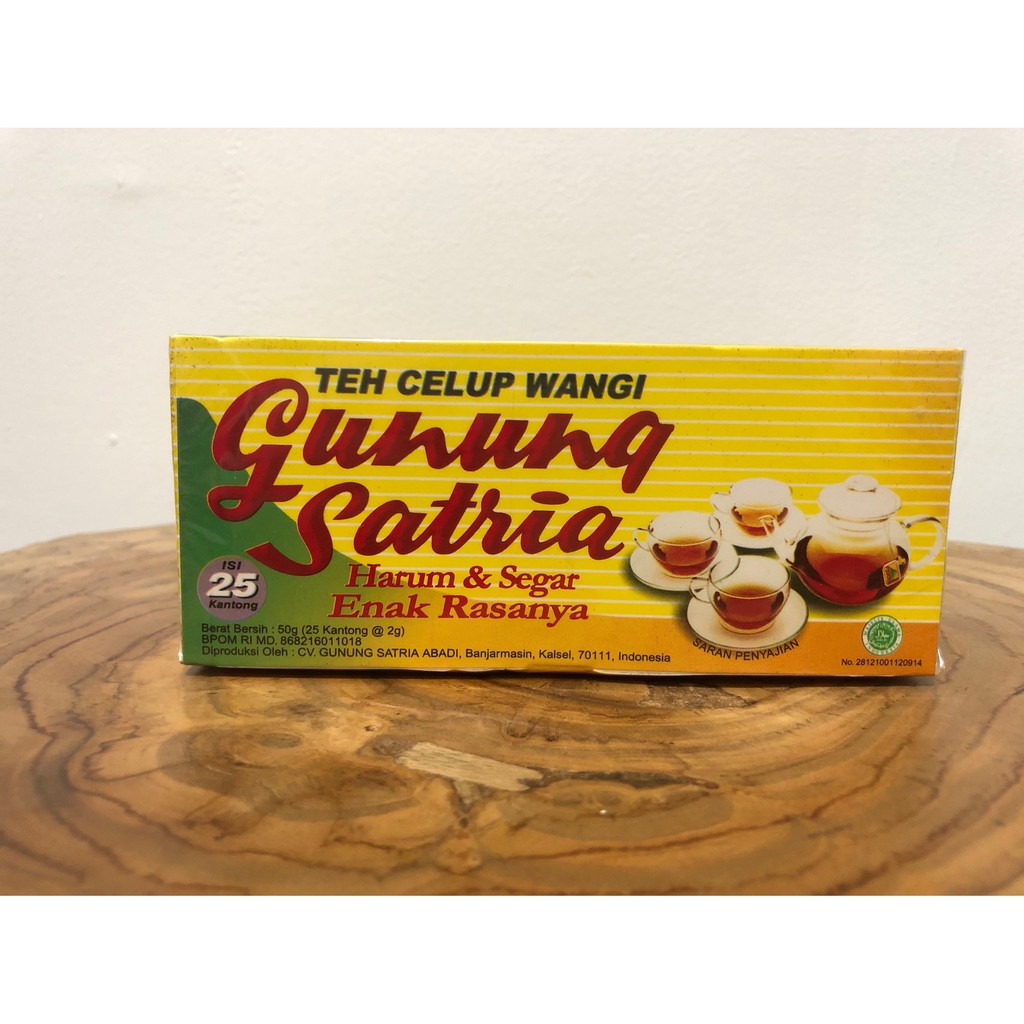 TEH CELUP WANGI
Gunung
Satria
Harum & Segar
Enak Rasanya
ISI
25
Kantong
Berat Bersih : 50g (25 Kantong @ 2g)
BPOM RI MD. 868216011018
Diproduksi Oleh : CV. GUNUNG SATRIA ABADI, Banjarmasin, Kalsel, 70111, Indonesia
SARAN PENYAJIAN
No. 28121001120914